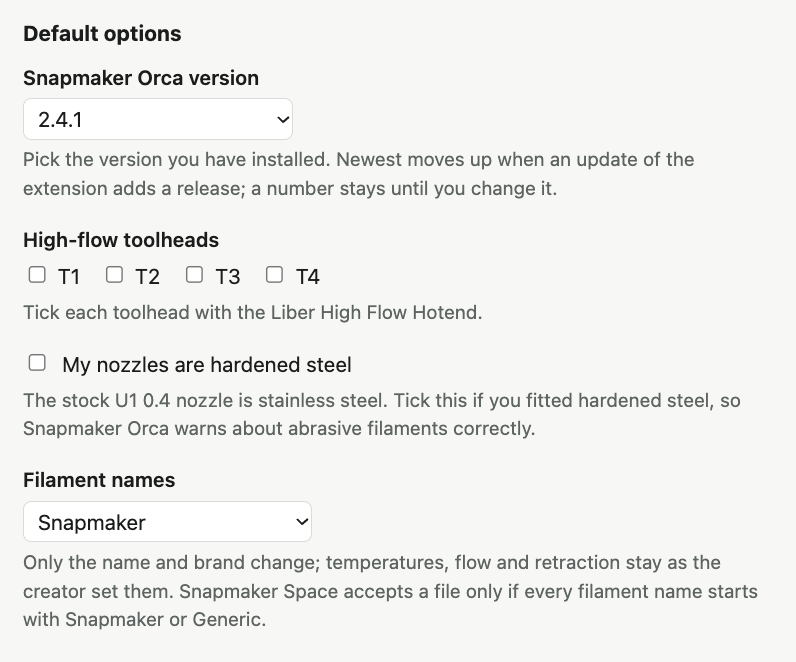 Default options
Snapmaker Orca version
2.4.1
Pick the version you have installed. Newest moves up when an update of the
extension adds a release; a number stays until you change it.
High-flow toolheads
T1 T2 T3 T4
Tick each toolhead with the Liber High Flow Hotend.
My nozzles are hardened steel
The stock U1 0.4 nozzle is stainless steel. Tick this if you fitted hardened steel, so
Snapmaker Orca warns about abrasive filaments correctly.
Filament names
Snapmaker
Only the name and brand change; temperatures, flow and retraction stay as the
creator set them. Snapmaker Space accepts a file only if every filament name starts
with Snapmaker or Generic.